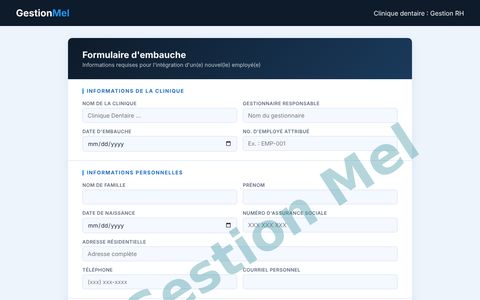 GestionMel
Clinique dentaire : Gestion RH
Formulaire d'embauche
Informations requises pour l'intégration d'un(e) nouvel(le) employé(e)
INFORMATIONS DE LA CLINIQUE
NOM DE LA CLINIQUE
GESTIONNAIRE RESPONSABLE
Clinique Dentaire ...
Nom du gestionnaire
DATE D'EMBAUCHE
NO. D'EMPLOYÉ ATTRIBUÉ
mm/dd/yyyy
Ex. : EMP-001
INFORMATIONS PERSONNELLES
NOM DE FAMILLE
PRÉNOM
DATE DE NAISSANCE
NUMÉRO D'ASSURANCE SOCIALE
mm/dd/yyyy
XXX XXX XXX
ADRESSE RÉSIDENTIELLE
Adresse complète
TÉLÉPHONE
COURRIEL PERSONNEL
(xxx) xxx-xxxx
Gestion Mel